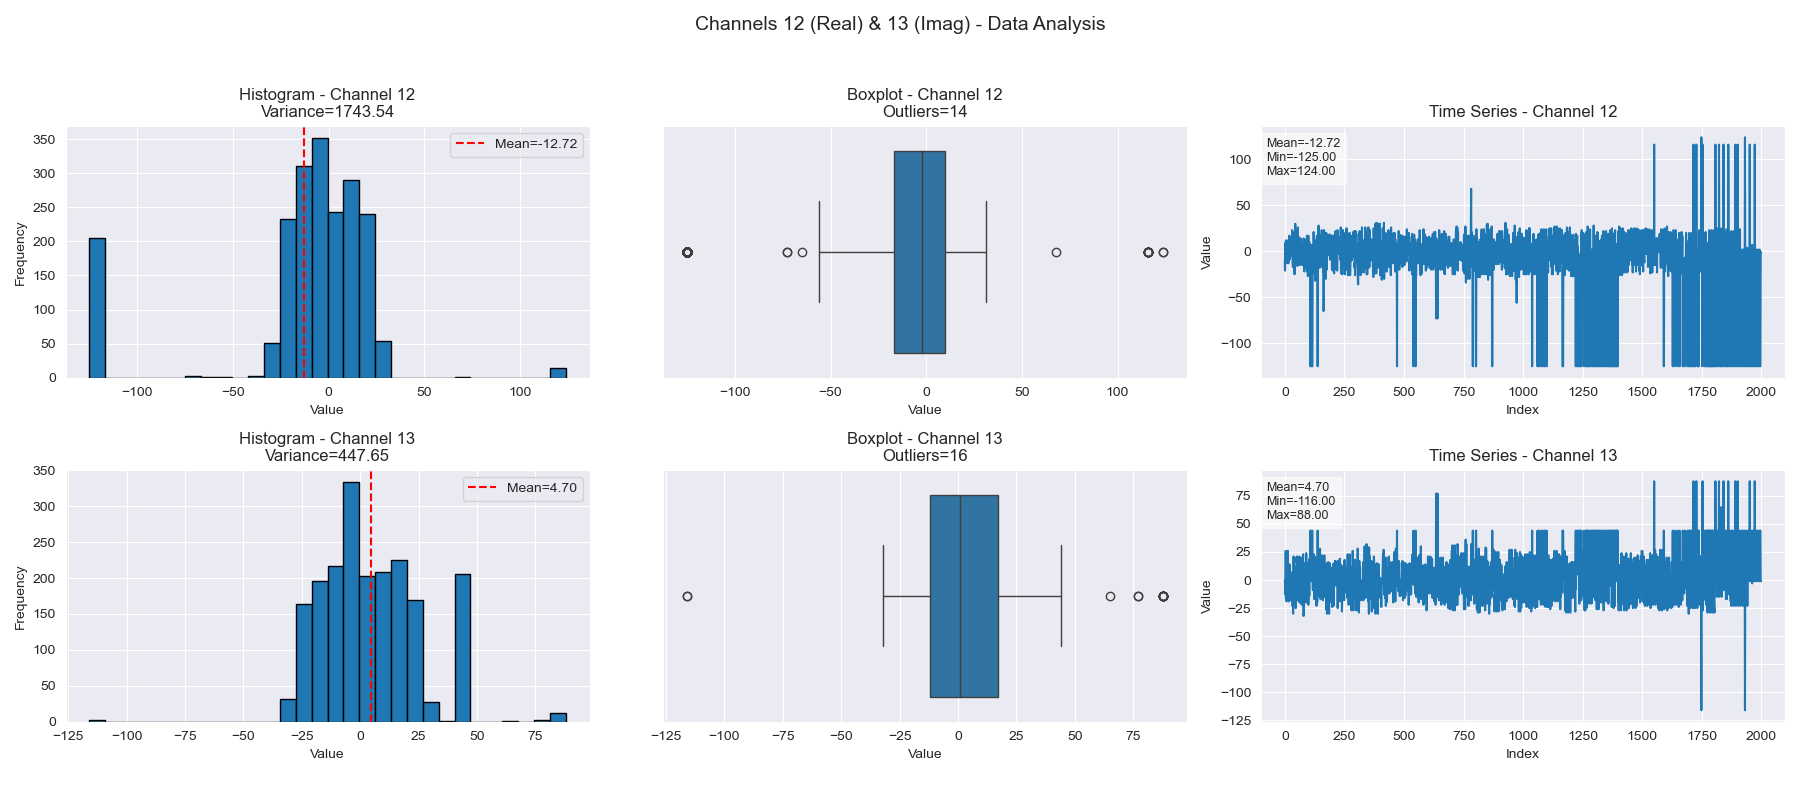 Channels 12 (Real) & 13 (Imag) - Data Analysis
Histogram - Channel 12
Variance=1743.54
Mean=-12.72
Frequency
350
300
250
200
150
100
50
0
−100 −50 0 50 100
Value
Boxplot - Channel 12
Outliers=14
−100 −50 0 50 100
Value
Time Series - Channel 12
Mean=-12.72
Min=-125.00
Max=124.00
Value
100
50
0
−50
−100
0 250 500 750 1000 1250 1500 1750 2000
Index
Histogram - Channel 13
Variance=447.65
Mean=4.70
Frequency
350
300
250
200
150
100
50
0
−125 −100 −75 −50 −25 0 25 50 75
Value
Boxplot - Channel 13
Outliers=16
−125 −100 −75 −50 −25 0 25 50 75
Value
Time Series - Channel 13
Mean=4.70
Min=-116.00
Max=88.00
Value
75
50
25
0
−25
−50
−75
−100
−125
0 250 500 750 1000 1250 1500 1750 2000
Index